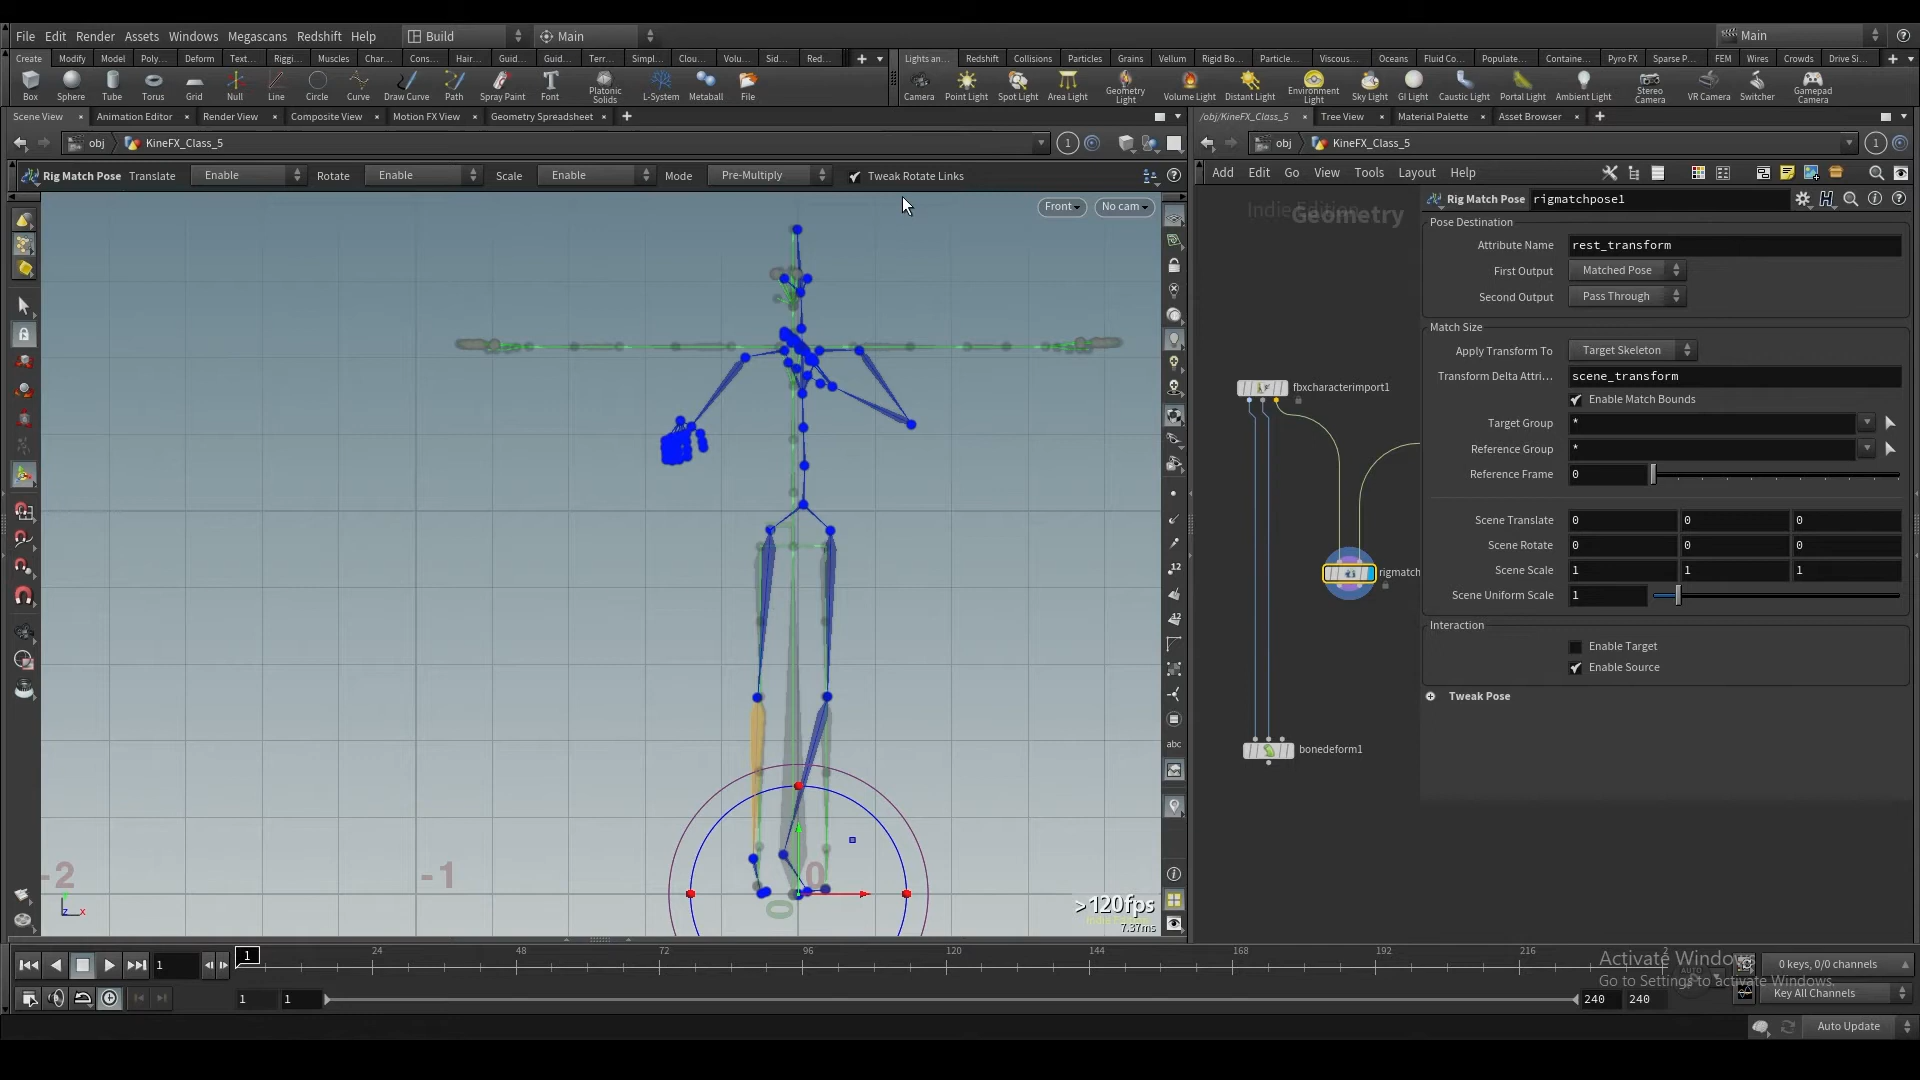 File Edit Render Assets Windows Megascans Redshift Help Build Main Main
Create Modify Model Poly... Deform Text... Riggi... Muscles Char... Cons... Hair... Guid... Guid... Terr... Simpl... Clou... Volu... Sid... Red...
Lights an... Redshift Collisions Particles Grains Vellum Rigid Bo... Particle... Viscous... Oceans Fluid Co... Populate... Containe... Pyro FX Sparse P... FEM Wires Crowds Drive Si...
Box Sphere Tube Torus Grid Null Line Circle Curve Draw Curve Path Spray Paint Font Platonic Solids L-System Metaball File
Camera Point Light Spot Light Area Light Geometry Light Volume Light Distant Light Environment Light Sky Light GI Light Caustic Light Portal Light Ambient Light Stereo Camera VR Camera Switcher Gamepad Camera
Scene View Animation Editor Render View Composite View Motion FX View Geometry Spreadsheet
/obj/KineFX_Class_5 Tree View Material Palette Asset Browser
obj KineFX_Class_5 1
obj KineFX_Class_5 1
Rig Match Pose Translate Enable Rotate Enable Scale Enable Mode Pre-Multiply Tweak Rotate Links
Add Edit Go View Tools Layout Help
Front No cam
Indie Edition Geometry
Rig Match Pose rigmatchpose1
Pose Destination
Attribute Name rest_transform
First Output Matched Pose
Second Output Pass Through
Match Size
Apply Transform To Target Skeleton
Transform Delta Attri... scene_transform
Enable Match Bounds
Target Group *
Reference Group *
Reference Frame 0
Scene Translate 0 0 0
Scene Rotate 0 0 0
Scene Scale 1 1 1
Scene Uniform Scale 1
Interaction
Enable Target
Enable Source
Tweak Pose
fbxcharacterimport1
rigmatch
bonedeform1
12
12
abc
-2 -1 0
0
z x
>120fps
7.37ms
1 1 24 48 72 96 120 144 168 192 216 2
1 1 240 240
Activate Windows
Go to Settings to activate Windows.
0 keys, 0/0 channels
Key All Channels
Auto Update